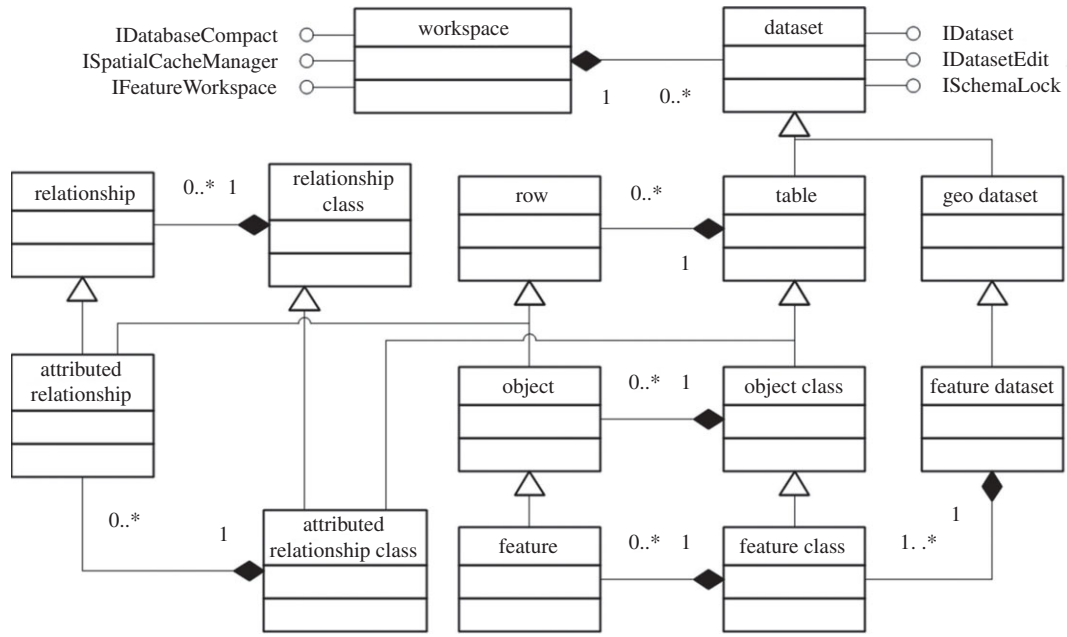 IDatabaseCompact
ISpatialCacheManager
IFeatureWorkspace
workspace
1
0..*
dataset
IDataset
IDatasetEdit
ISchemaLock
relationship
0..* 1
relationship
class
row
0..*
1
table
geo dataset
attributed
relationship
object
0..* 1
object class
feature dataset
0..*
1
attributed
relationship class
feature
0..* 1
feature class
1
1. .*